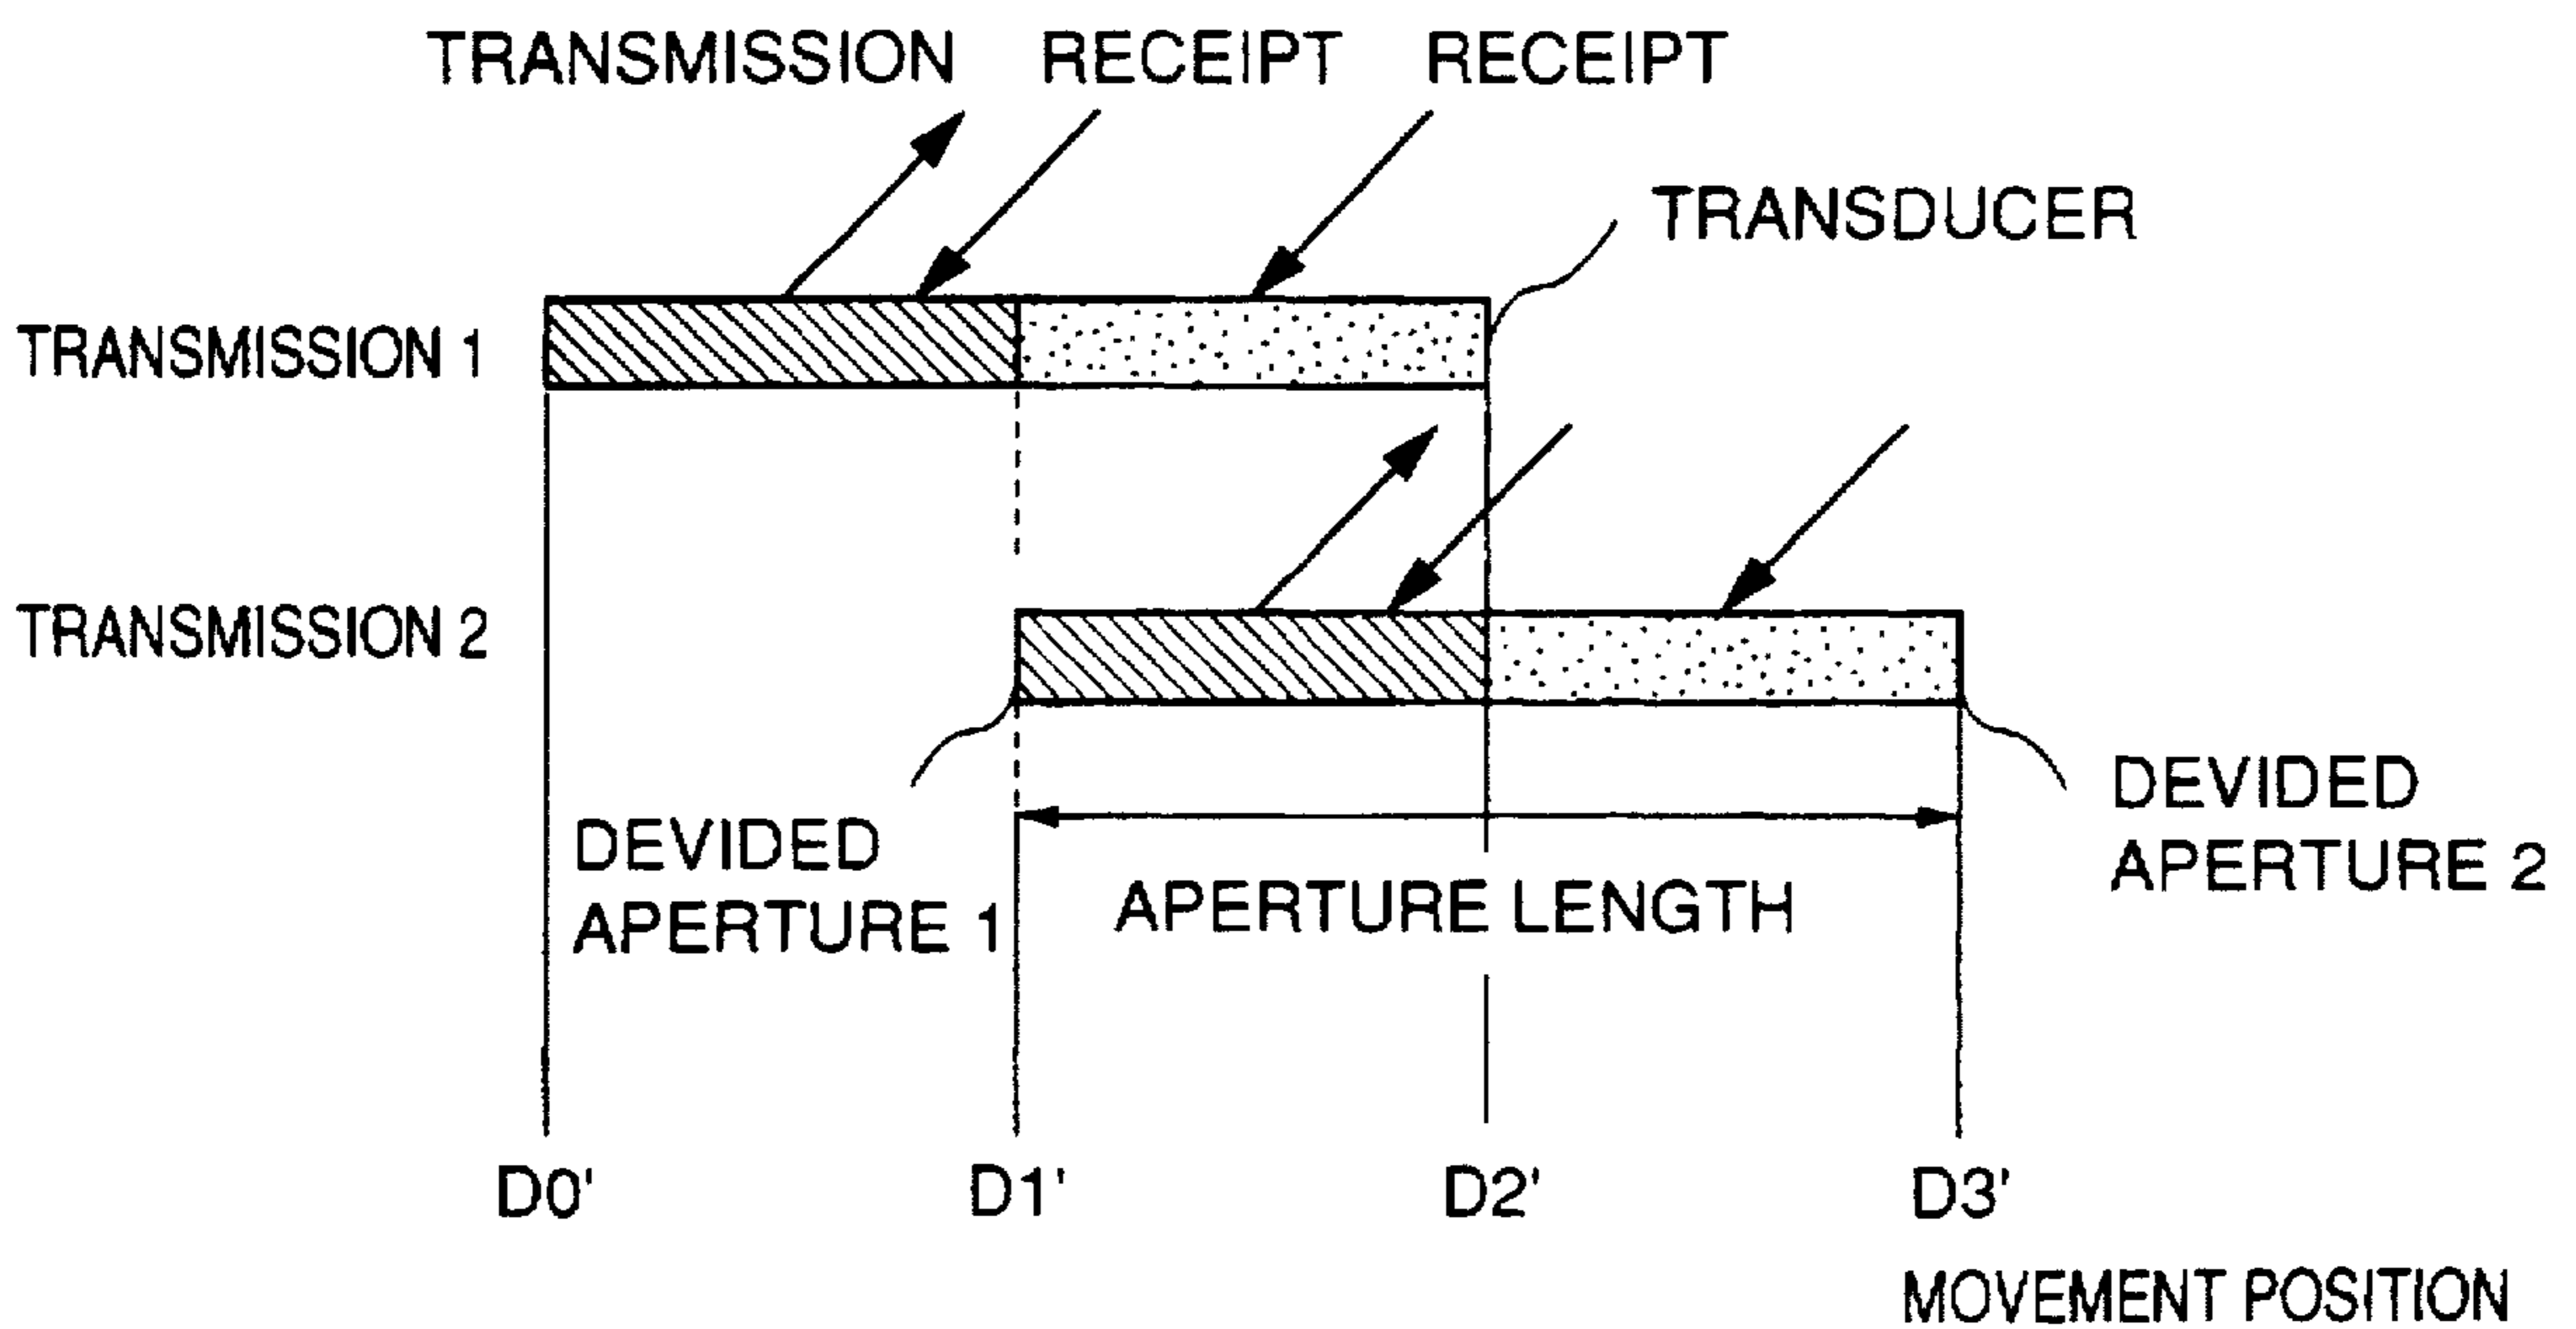 TRANSMISSION RECEIPT RECEIPT
TRANSDUCER
TRANSMISSION 1
TRANSMISSION 2
DEVIDED
APERTURE 1
APERTURE LENGTH
DEVIDED
APERTURE 2
D0' D1' D2' D3'
MOVEMENT POSITION